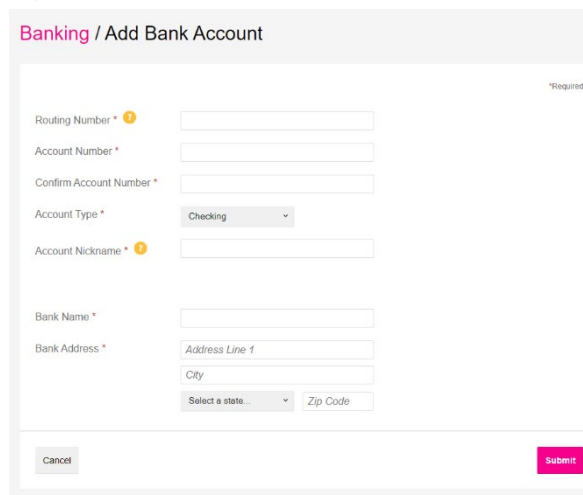 Banking / Add Bank Account
*Required
Routing Number * ?
Account Number *
Confirm Account Number *
Account Type * Checking
Account Nickname * ?
Bank Name *
Bank Address * Address Line 1
City
Select a state... Zip Code
Cancel Submit